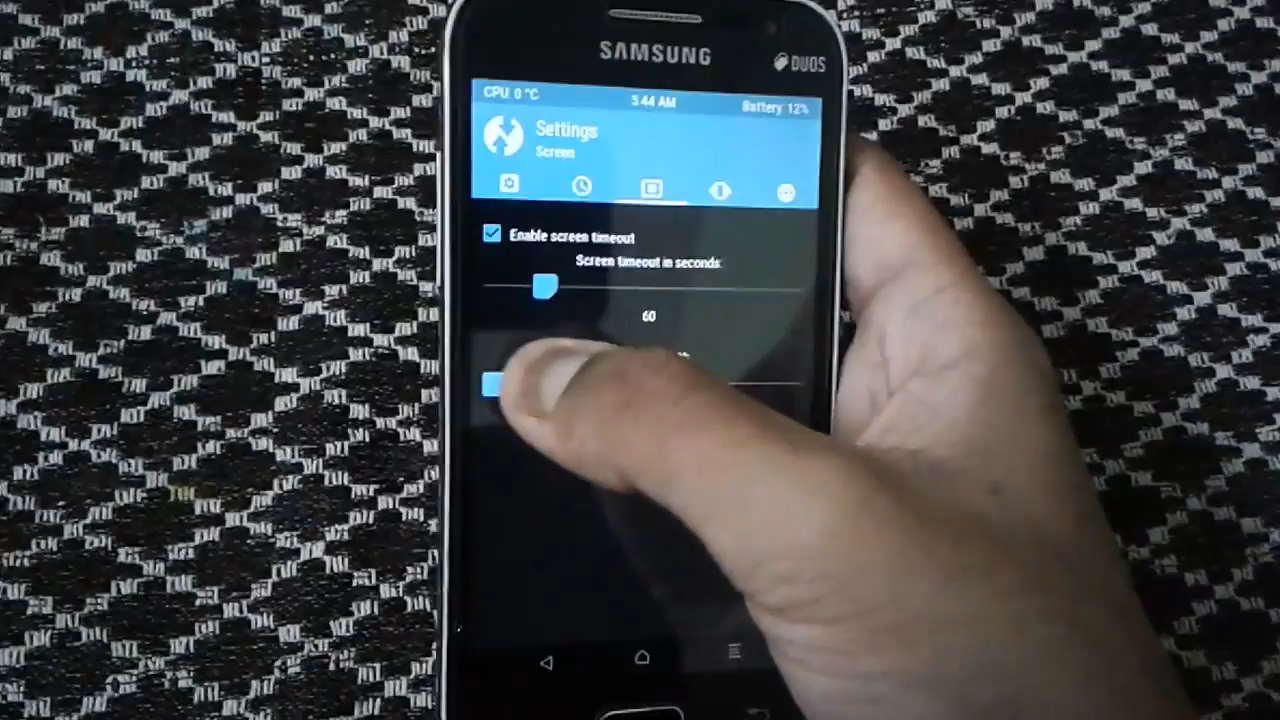 SAMSUNG
DUOS
CPU: 0 °C
5:44 AM
Battery: 12%
Settings
Screen
Enable screen timeout
Screen timeout in seconds:
60